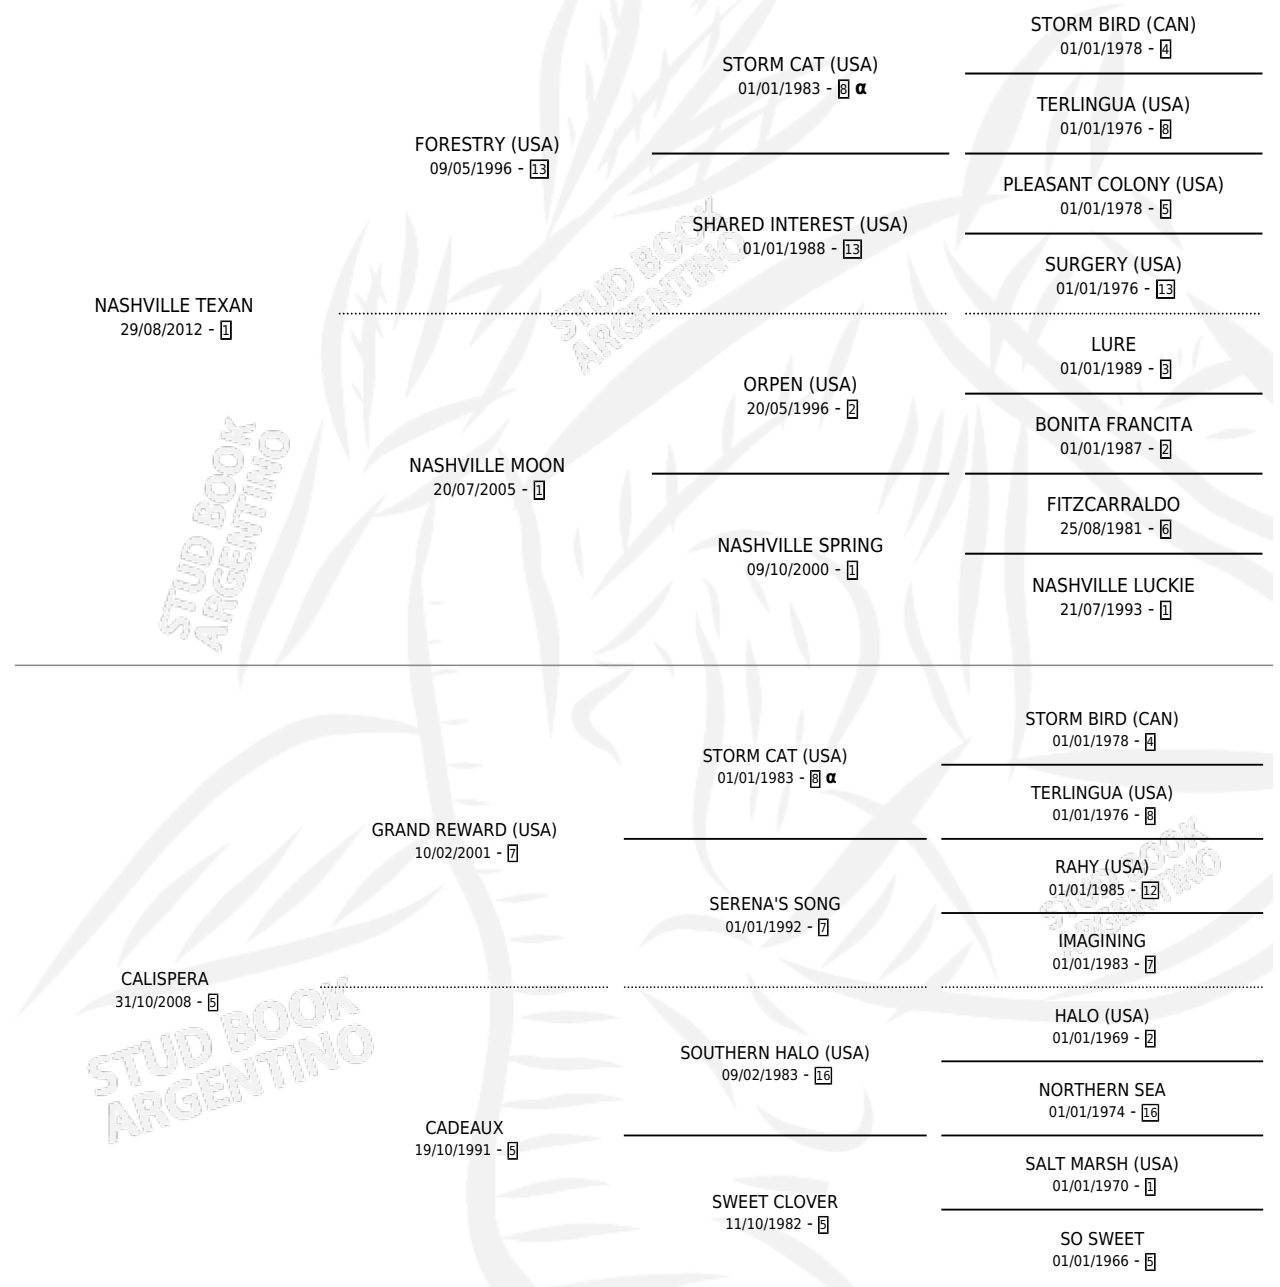 STORM BIRD (CAN)
01/01/1978 - 4
STORM CAT (USA)
01/01/1983 - 8 α
TERLINGUA (USA)
01/01/1976 - 8
FORESTRY (USA)
09/05/1996 - 13
PLEASANT COLONY (USA)
01/01/1978 - 5
SHARED INTEREST (USA)
01/01/1988 - 13
SURGERY (USA)
01/01/1976 - 13
NASHVILLE TEXAN
29/08/2012 - 1
LURE
01/01/1989 - 3
ORPEN (USA)
20/05/1996 - 2
BONITA FRANCITA
01/01/1987 - 2
NASHVILLE MOON
20/07/2005 - 1
FITZCARRALDO
25/08/1981 - 6
NASHVILLE SPRING
09/10/2000 - 1
NASHVILLE LUCKIE
21/07/1993 - 1
STORM BIRD (CAN)
01/01/1978 - 4
STORM CAT (USA)
01/01/1983 - 8 α
TERLINGUA (USA)
01/01/1976 - 8
GRAND REWARD (USA)
10/02/2001 - 7
RAHY (USA)
01/01/1985 - 12
SERENA'S SONG
01/01/1992 - 7
IMAGINING
01/01/1983 - 7
CALISPERA
31/10/2008 - 5
HALO (USA)
01/01/1969 - 2
SOUTHERN HALO (USA)
09/02/1983 - 16
NORTHERN SEA
01/01/1974 - 16
CADEAUX
19/10/1991 - 5
SALT MARSH (USA)
01/01/1970 - 1
SWEET CLOVER
11/10/1982 - 5
SO SWEET
01/01/1966 - 5
STUD BOOK
ARGENTINO
STUD BOOK
ARGENTINO
STUD BOOK
ARGENTINO
STUD BOOK
ARGENTINO